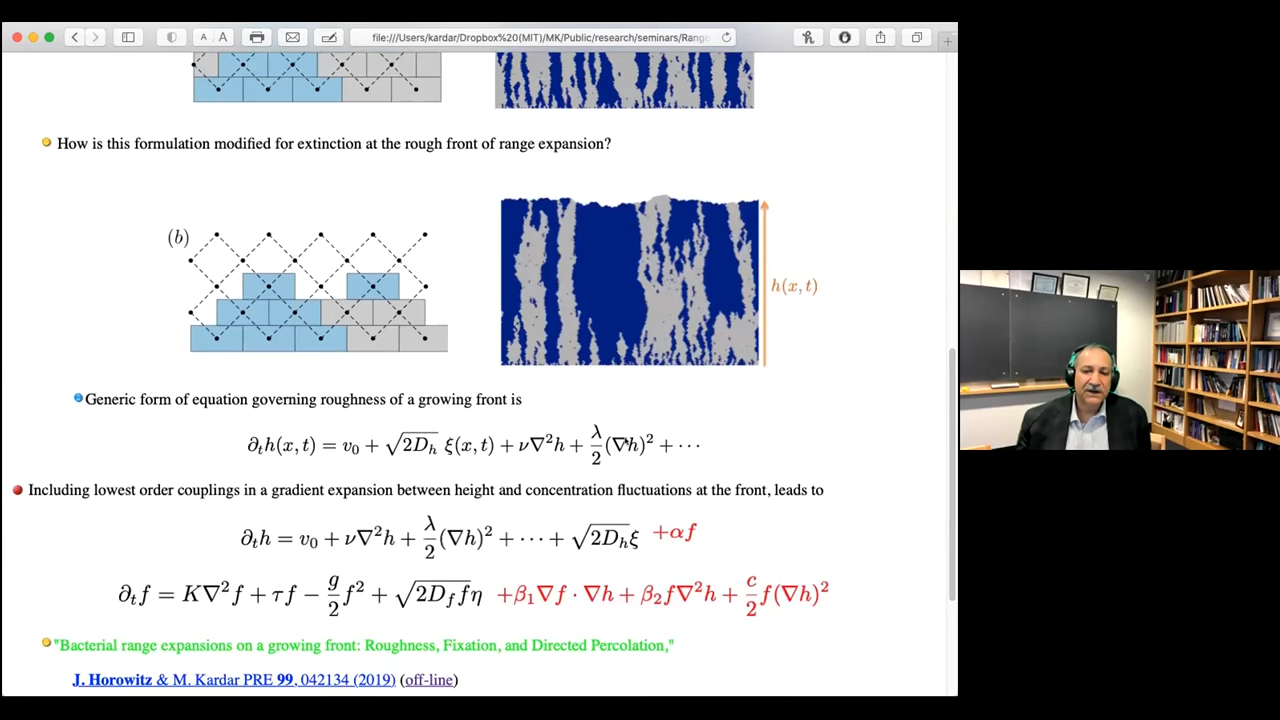 A A
file:///Users/kardar/Dropbox%20(MIT)/MK/Public/research/seminars/Range
How is this formulation modified for extinction at the rough front of range expansion?
(b)
h(x, t)
Generic form of equation governing roughness of a growing front is
∂ₜh(x, t) = v₀ + √2Dₕ ξ(x, t) + ν∇²h + λ/2 (∇h)² + ⋯
Including lowest order couplings in a gradient expansion between height and concentration fluctuations at the front, leads to
∂ₜh = v₀ + ν∇²h + λ/2 (∇h)² + ⋯ + √2Dₕξ +αf
∂ₜf = K∇²f + τf − g/2 f² + √2D_f f η +β₁∇f · ∇h + β₂f∇²h + c/2 f(∇h)²
"Bacterial range expansions on a growing front: Roughness, Fixation, and Directed Percolation,"
J. Horowitz & M. Kardar PRE 99, 042134 (2019) (off-line)